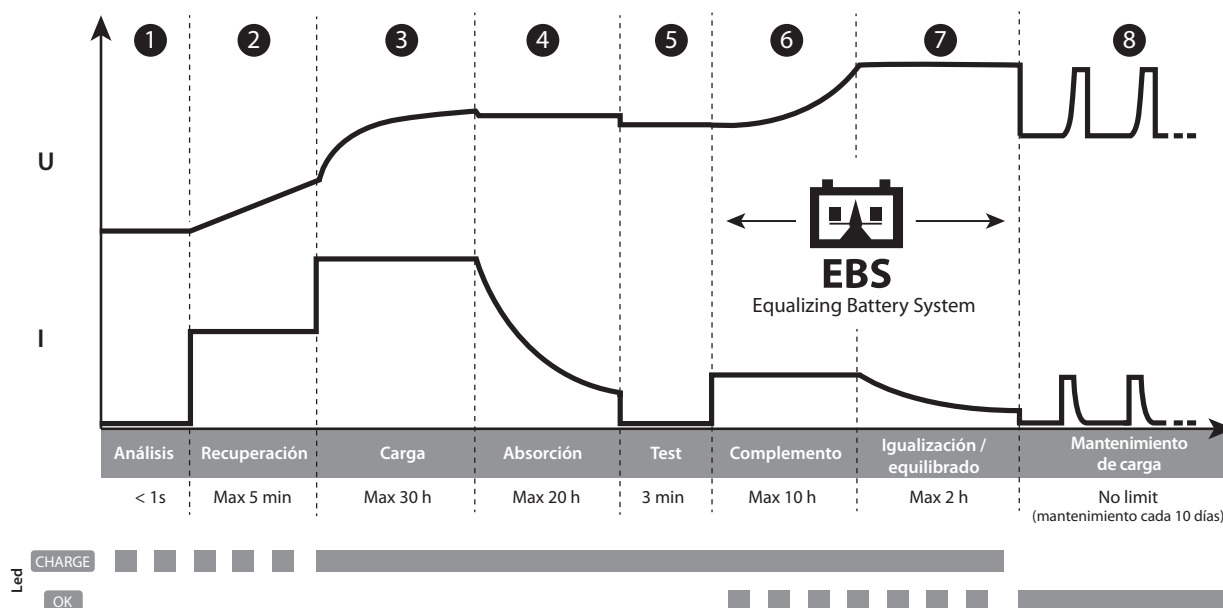 1 2 3 4 5 6 7 8
U
EBS
Equalizing Battery System
I
Análisis Recuperación Carga Absorción Test Complemento Igualización / equilibrado Mantenimiento de carga
< 1s Max 5 min Max 30 h Max 20 h 3 min Max 10 h Max 2 h No limit
(mantenimiento cada 10 días)
Led
CHARGE
OK